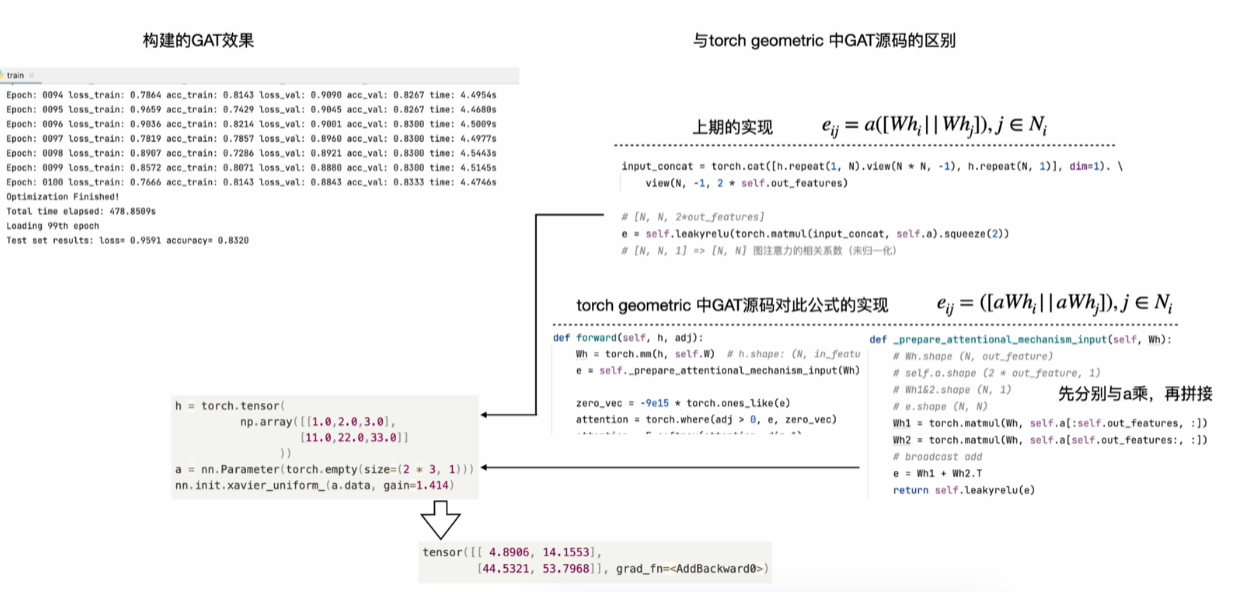 构建的GAT效果
与torch geometric 中GAT源码的区别
train
Epoch: 0094 loss_train: 0.7864 acc_train: 0.8143 loss_val: 0.9090 acc_val: 0.8267 time: 4.4954s
Epoch: 0095 loss_train: 0.9659 acc_train: 0.7429 loss_val: 0.9045 acc_val: 0.8267 time: 4.4680s
Epoch: 0096 loss_train: 0.9036 acc_train: 0.8214 loss_val: 0.9001 acc_val: 0.8300 time: 4.5009s
Epoch: 0097 loss_train: 0.7819 acc_train: 0.7857 loss_val: 0.8960 acc_val: 0.8300 time: 4.4977s
Epoch: 0098 loss_train: 0.8907 acc_train: 0.7286 loss_val: 0.8921 acc_val: 0.8300 time: 4.5443s
Epoch: 0099 loss_train: 0.8572 acc_train: 0.8071 loss_val: 0.8880 acc_val: 0.8300 time: 4.5145s
Epoch: 0100 loss_train: 0.7666 acc_train: 0.8143 loss_val: 0.8843 acc_val: 0.8333 time: 4.4746s
Optimization Finished!
Total time elapsed: 478.8509s
Loading 99th epoch
Test set results: loss= 0.9591 accuracy= 0.8320
上期的实现 e_{ij} = a([Wh_i||Wh_j]), j ∈ N_i
input_concat = torch.cat([h.repeat(1, N).view(N * N, -1), h.repeat(N, 1)], dim=1). \
view(N, -1, 2 * self.out_features)
# [N, N, 2*out_features]
e = self.leakyrelu(torch.matmul(input_concat, self.a).squeeze(2))
# [N, N, 1] => [N, N] 图注意力的相关系数（未归一化）
torch geometric 中GAT源码对此公式的实现 e_{ij} = ([aWh_i||aWh_j]), j ∈ N_i
def forward(self, h, adj):
Wh = torch.mm(h, self.W)  # h.shape: (N, in_featu
e = self._prepare_attentional_mechanism_input(Wh)
zero_vec = -9e15 * torch.ones_like(e)
attention = torch.where(adj > 0, e, zero_vec)
def _prepare_attentional_mechanism_input(self, Wh):
# Wh.shape (N, out_feature)
# self.a.shape (2 * out_feature, 1)
# Wh1&2.shape (N, 1)
# e.shape (N, N)
先分别与a乘，再拼接
Wh1 = torch.matmul(Wh, self.a[:self.out_features, :])
Wh2 = torch.matmul(Wh, self.a[self.out_features:, :])
# broadcast add
e = Wh1 + Wh2.T
return self.leakyrelu(e)
h = torch.tensor(
np.array([[1.0,2.0,3.0],
[11.0,22.0,33.0]]
))
a = nn.Parameter(torch.empty(size=(2 * 3, 1)))
nn.init.xavier_uniform_(a.data, gain=1.414)
tensor([[ 4.8906, 14.1553],
[44.5321, 53.7968]], grad_fn=<AddBackward0>)